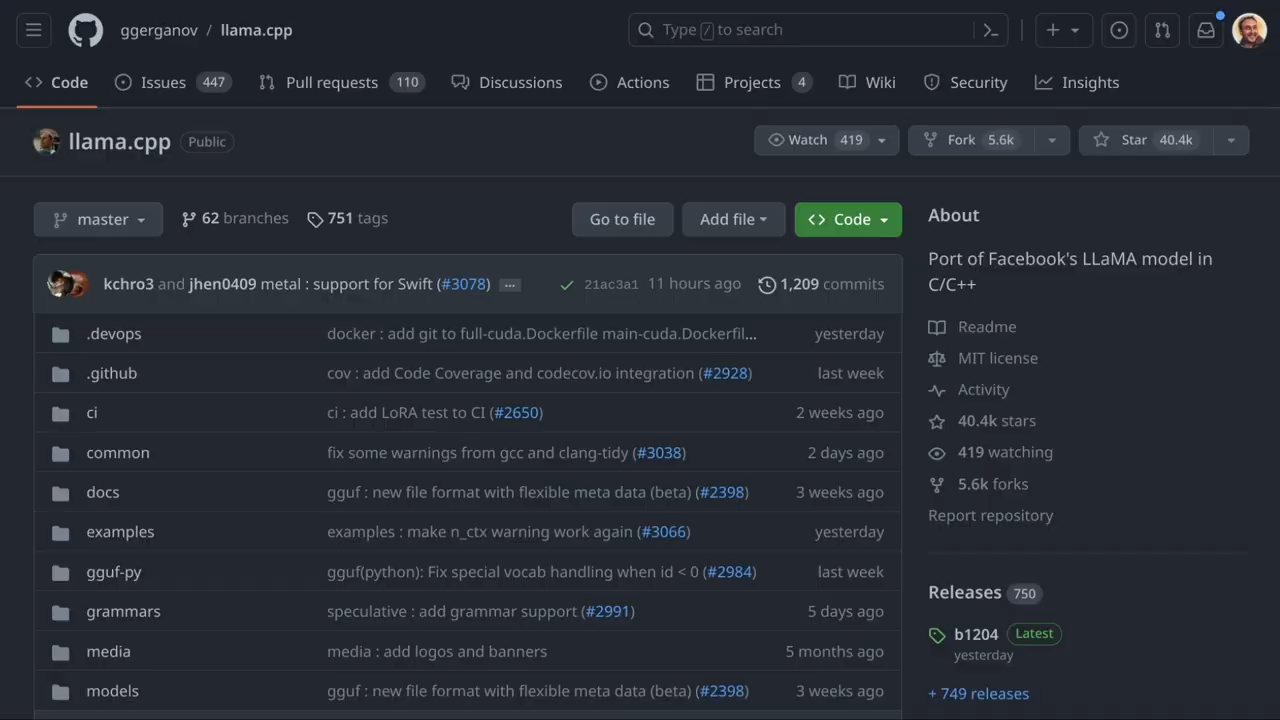 ggerganov / llama.cpp
Type / to search
Code
Issues 447
Pull requests 110
Discussions
Actions
Projects 4
Wiki
Security
Insights
llama.cpp Public
Watch 419
Fork 5.6k
Star 40.4k
master
62 branches
751 tags
Go to file
Add file
<> Code
kchro3 and jhen0409 metal : support for Swift (#3078) ... 21ac3a1 11 hours ago 1,209 commits
.devops docker : add git to full-cuda.Dockerfile main-cuda.Dockerfil... yesterday
.github cov : add Code Coverage and codecov.io integration (#2928) last week
ci ci : add LoRA test to CI (#2650) 2 weeks ago
common fix some warnings from gcc and clang-tidy (#3038) 2 days ago
docs gguf : new file format with flexible meta data (beta) (#2398) 3 weeks ago
examples examples : make n_ctx warning work again (#3066) yesterday
gguf-py gguf(python): Fix special vocab handling when id < 0 (#2984) last week
grammars speculative : add grammar support (#2991) 5 days ago
media media : add logos and banners 5 months ago
models gguf : new file format with flexible meta data (beta) (#2398) 3 weeks ago
About
Port of Facebook's LLaMA model in
C/C++
Readme
MIT license
Activity
40.4k stars
419 watching
5.6k forks
Report repository
Releases 750
b1204 Latest
yesterday
+ 749 releases